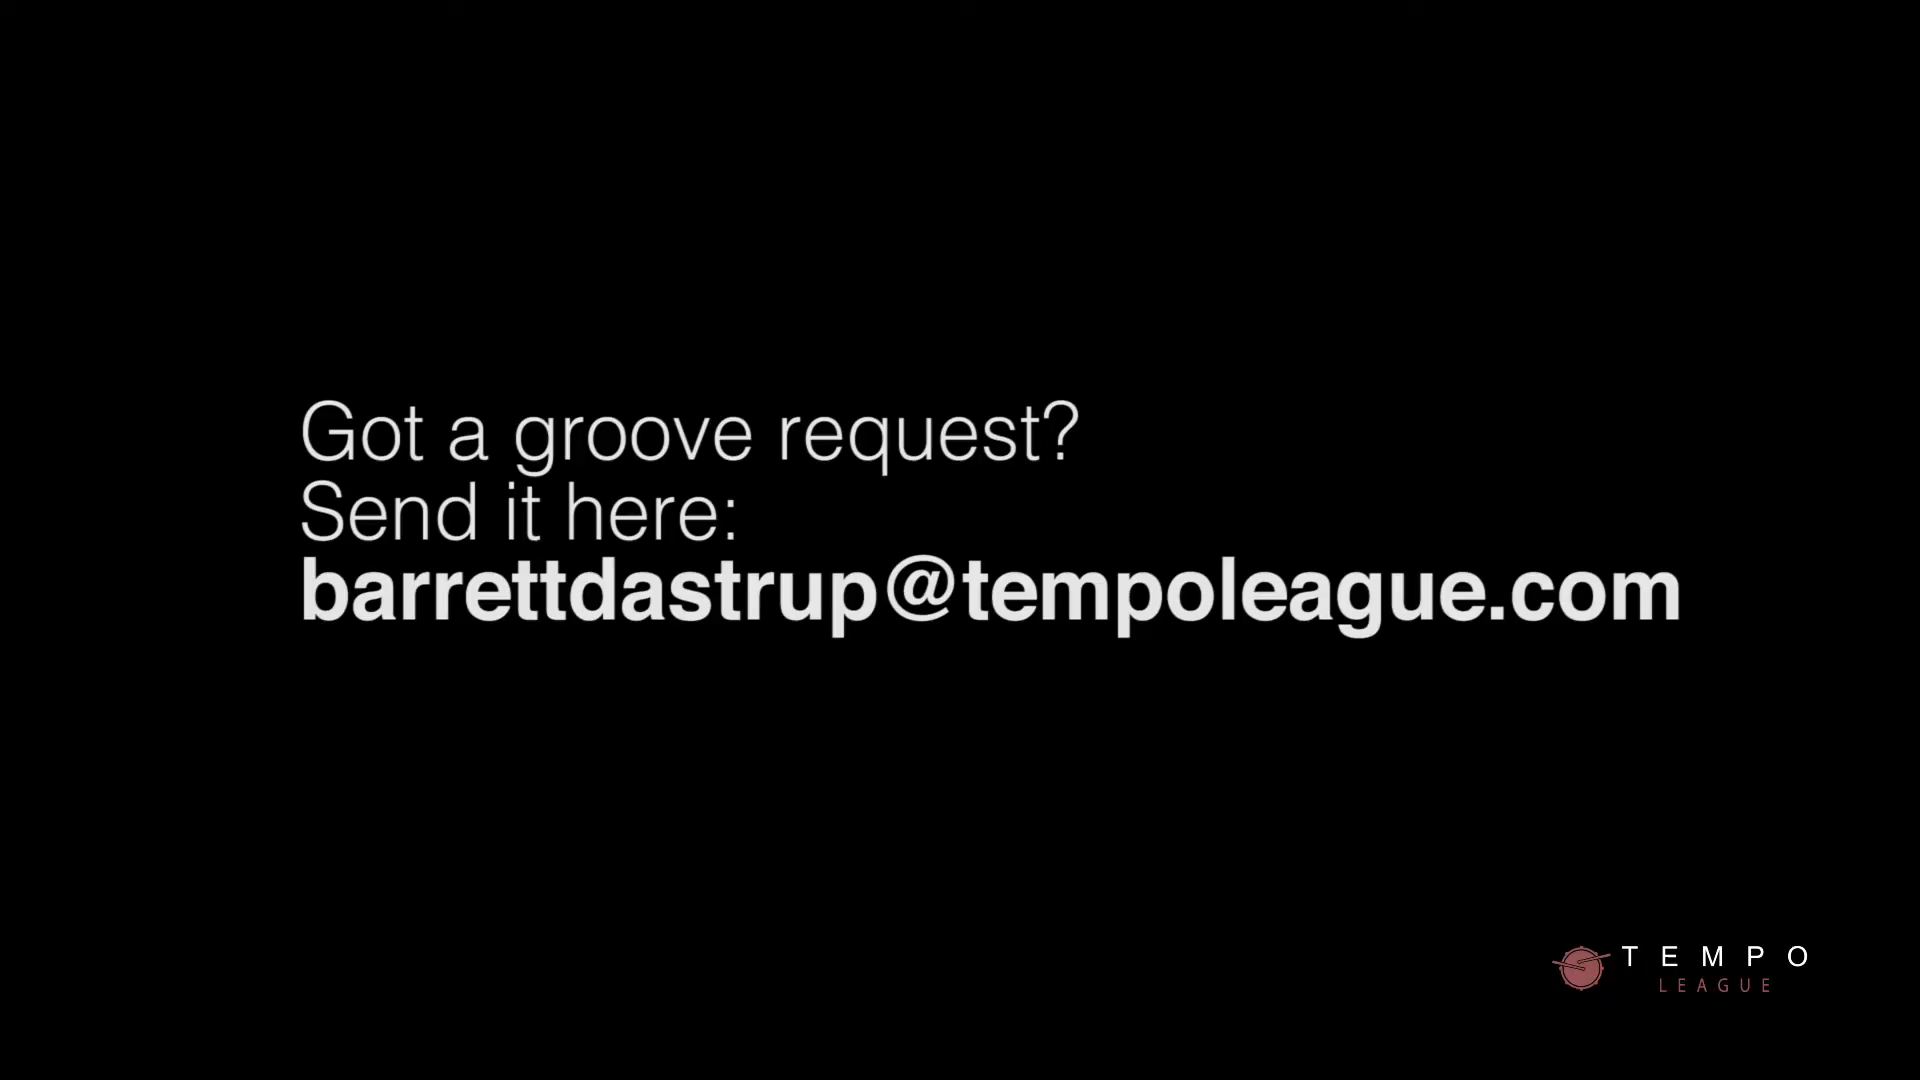 Got a groove request?
Send it here:
barrettdastrup@tempoleague.com
TEMPO
LEAGUE